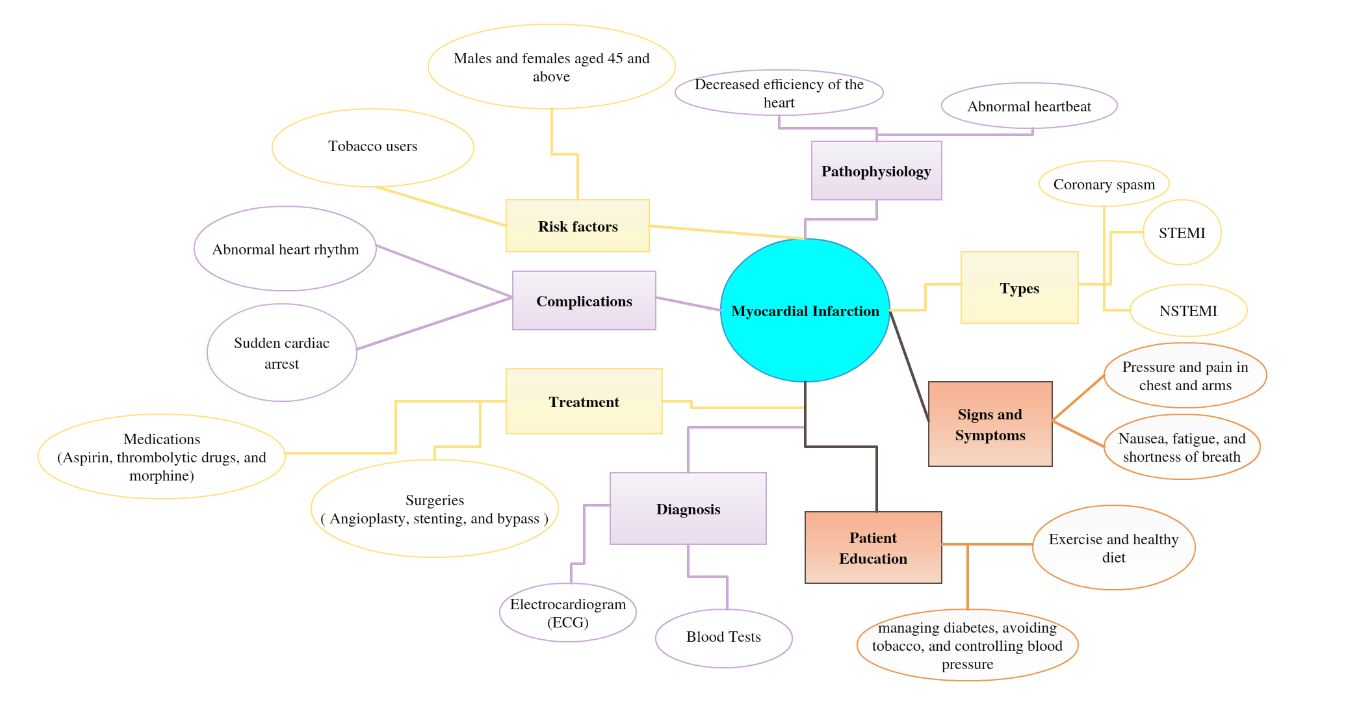 Males and females aged 45 and
above
Decreased efficiency of the
heart
Abnormal heartbeat
Tobacco users
Pathophysiology
Coronary spasm
Risk factors
STEMI
Abnormal heart rhythm
Types
Complications
Myocardial Infarction
NSTEMI
Sudden cardiac
arrest
Pressure and pain in
chest and arms
Treatment
Signs and
Symptoms
Medications
(Aspirin, thrombolytic drugs, and
morphine)
Nausea, fatigue, and
shortness of breath
Surgeries
( Angioplasty, stenting, and bypass )
Diagnosis
Patient
Education
Exercise and healthy
diet
Electrocardiogram
(ECG)
Blood Tests
managing diabetes, avoiding
tobacco, and controlling blood
pressure